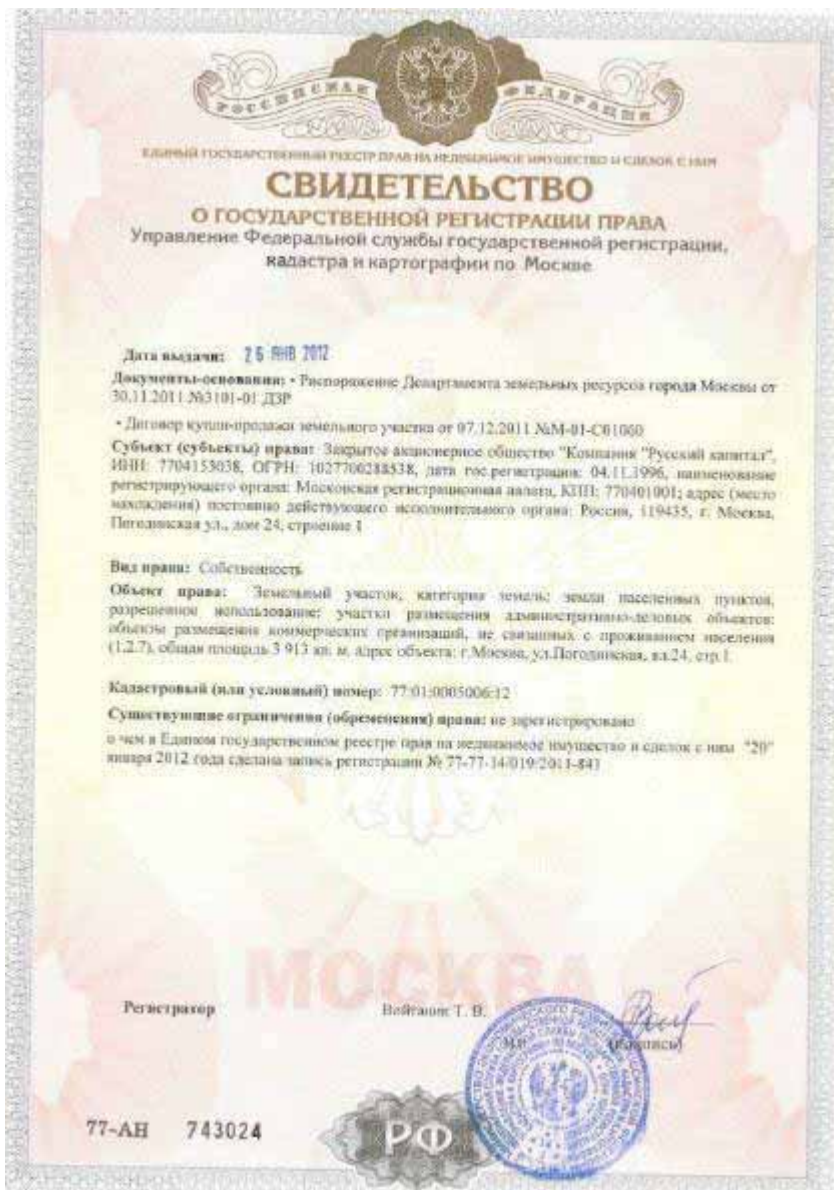 РОССИЙСКАЯ ФЕДЕРАЦИЯ
ЕДИНЫЙ ГОСУДАРСТВЕННЫЙ РЕЕСТР ПРАВ НА НЕДВИЖИМОЕ ИМУЩЕСТВО И СДЕЛОК С НИМ
СВИДЕТЕЛЬСТВО
О ГОСУДАРСТВЕННОЙ РЕГИСТРАЦИИ ПРАВА
Управление Федеральной службы государственной регистрации,
кадастра и картографии по Москве
Дата выдачи: 26 ЯНВ 2012
Документы-основания: • Распоряжение Департамента земельных ресурсов города Москвы от
30.11.2011 №3101-01 ДЗР
• Договор купли-продажи земельного участка от 07.12.2011 №М-01-С01060
Субъект (субъекты) права: Закрытое акционерное общество "Компания "Русский капитал",
ИНН: 7704153038, ОГРН: 1027700288538, дата гос.регистрации: 04.11.1996, наименование
регистрирующего органа: Московская регистрационная палата, КПП: 770401001; адрес (место
нахождения) постоянно действующего исполнительного органа: Россия, 119435, г. Москва,
Погодинская ул., дом 24, строение 1
Вид права: Собственность
Объект права: Земельный участок, категория земель: земли населенных пунктов,
разрешенное использование: участки размещения административно-деловых объектов:
объекты размещения коммерческих организаций, не связанных с проживанием населения
(1.2.7), общая площадь 3 913 кв. м, адрес объекта: г.Москва, ул.Погодинская, вл.24, стр.1
Кадастровый (или условный) номер: 77:01:0005006:12
Существующие ограничения (обременения) права: не зарегистрировано
о чем в Едином государственном реестре прав на недвижимое имущество и сделок с ним "20"
января 2012 года сделана запись регистрации № 77-77-14/019/2011-841
МОСКВА
Регистратор
Т. В.
М.П.
(подпись)
77-АН 743024
РФ